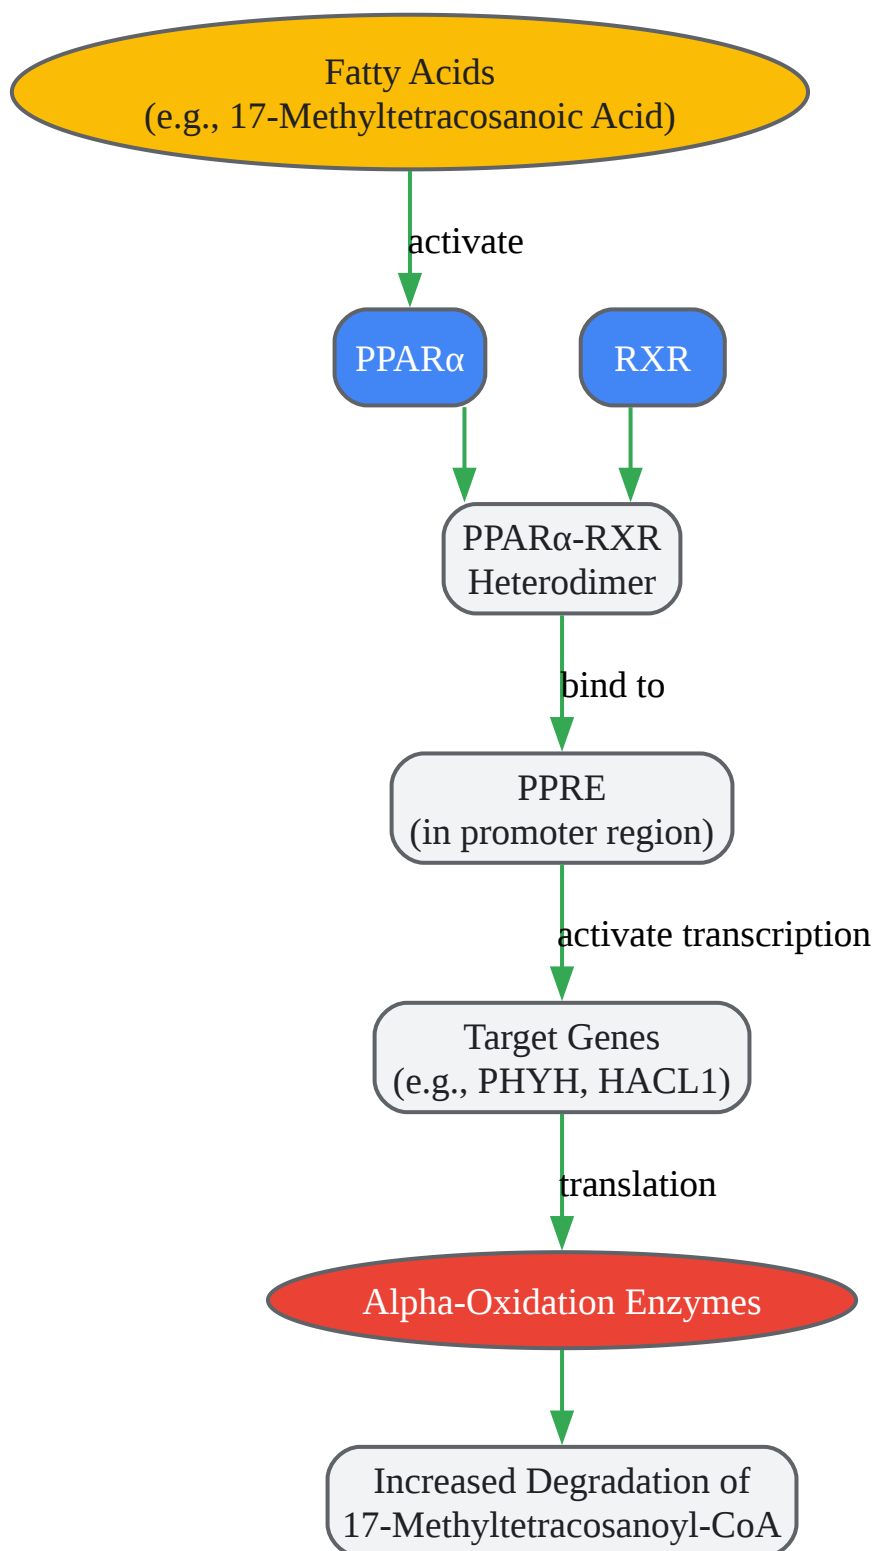 Fatty Acids
(e.g., 17-Methyltetracosanoic Acid)
activate
PPARα
RXR
PPARα-RXR
Heterodimer
bind to
PPRE
(in promoter region)
activate transcription
Target Genes
(e.g., PHYH, HACL1)
translation
Alpha-Oxidation Enzymes
Increased Degradation of
17-Methyltetracosanoyl-CoA